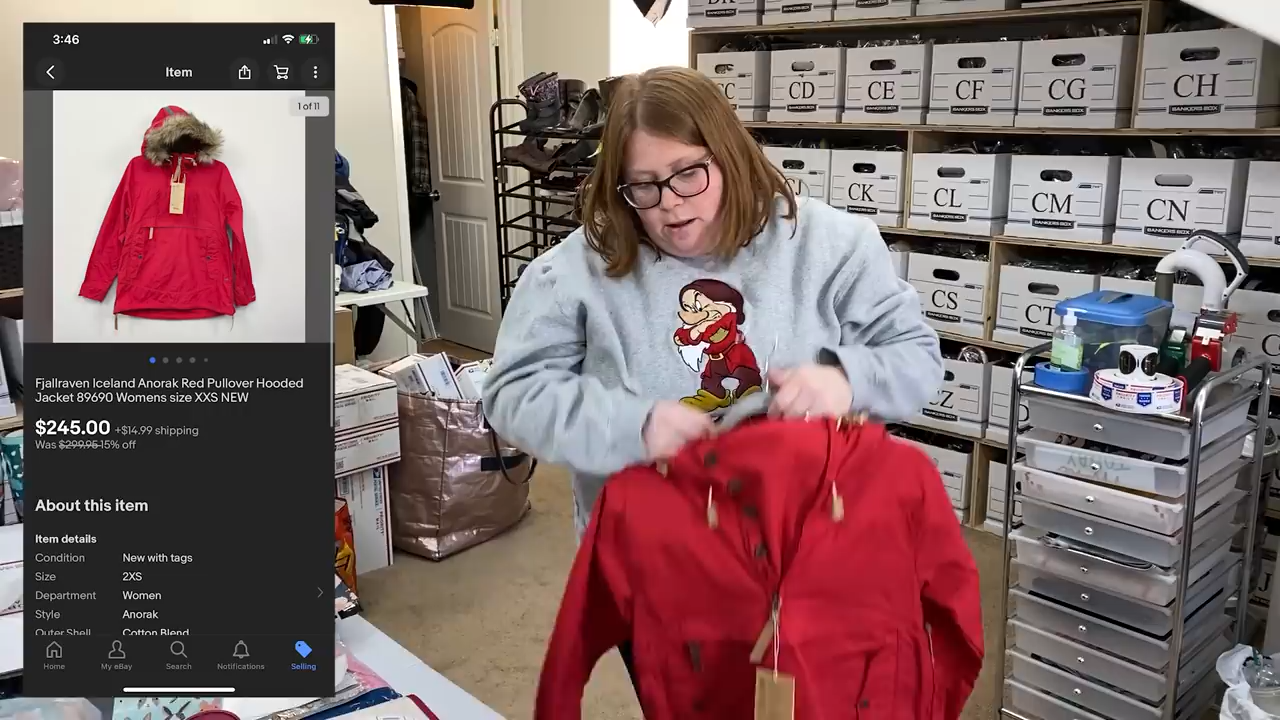 3:46
Item
1 of 11
Fjallraven Iceland Anorak Red Pullover Hooded
Jacket 89690 Womens size XXS NEW
$245.00 +$14.99 shipping
Was $299.95 15% off
About this item
Item details
Condition New with tags
Size 2XS
Department Women
Style Anorak
Outer Shell Cotton Blend
Home
My eBay
Search
Notifications
Selling
CD
CE
CF
CG
CH
BANKERS BOX
CK
CL
CM
CN
CS